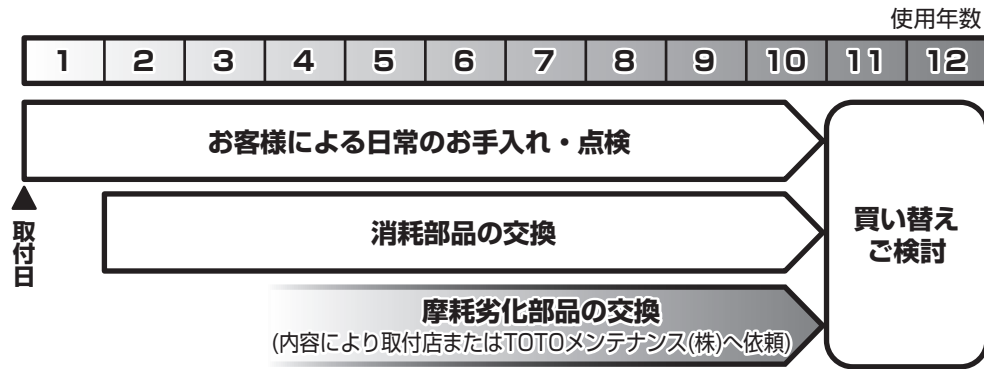 使用年数
1 2 3 4 5 6 7 8 9 10 11 12
お客様による日常のお手入れ・点検
取付日
消耗部品の交換
買い替え
ご検討
摩耗劣化部品の交換
(内容により取付店またはTOTOメンテナンス(株)へ依頼)